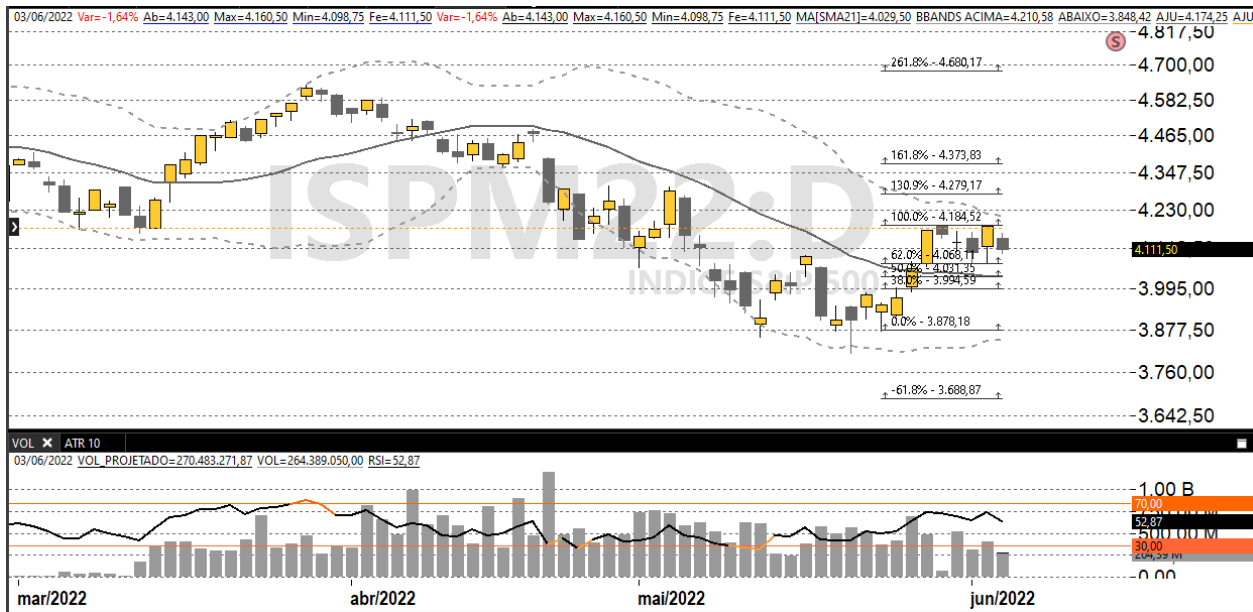 03/06/2022 Var=-1,64% Ab=4.143,00 Max=4.160,50 Min=4.098,75 Fe=4.111,50 Var=-1,64% Ab=4.143,00 Max=4.160,50 Min=4.098,75 Fe=4.111,50 MA[SMA21]=4.029,50 BBANDS ACIMA=4.210,58 ABAIXO=3.848,42 AJU=4.174,25 AJU
4.817,50
S
261.8% - 4.680,17
4.700,00
4.582,50
4.465,00
161.8% - 4.373,83
4.347,50
ISPM22:D
130.9% - 4.279,17
4.230,00
100.0% - 4.184,52
4.111,50
62.0% - 4.068,11
50.0% - 4.031,35
INDICE S&P 500
38.0% - 3.994,59
3.995,00
0.0% - 3.878,18
3.877,50
3.760,00
-61.8% - 3.688,87
3.642,50
VOL ATR 10
03/06/2022 VOL_PROJETADO=270.483.271,87 VOL=264.389.050,00 RSI=52,87
1.00 B
70,00
52,87
500.00 M
30,00
264,39 M
0.00
mar/2022 abr/2022 mai/2022 jun/2022